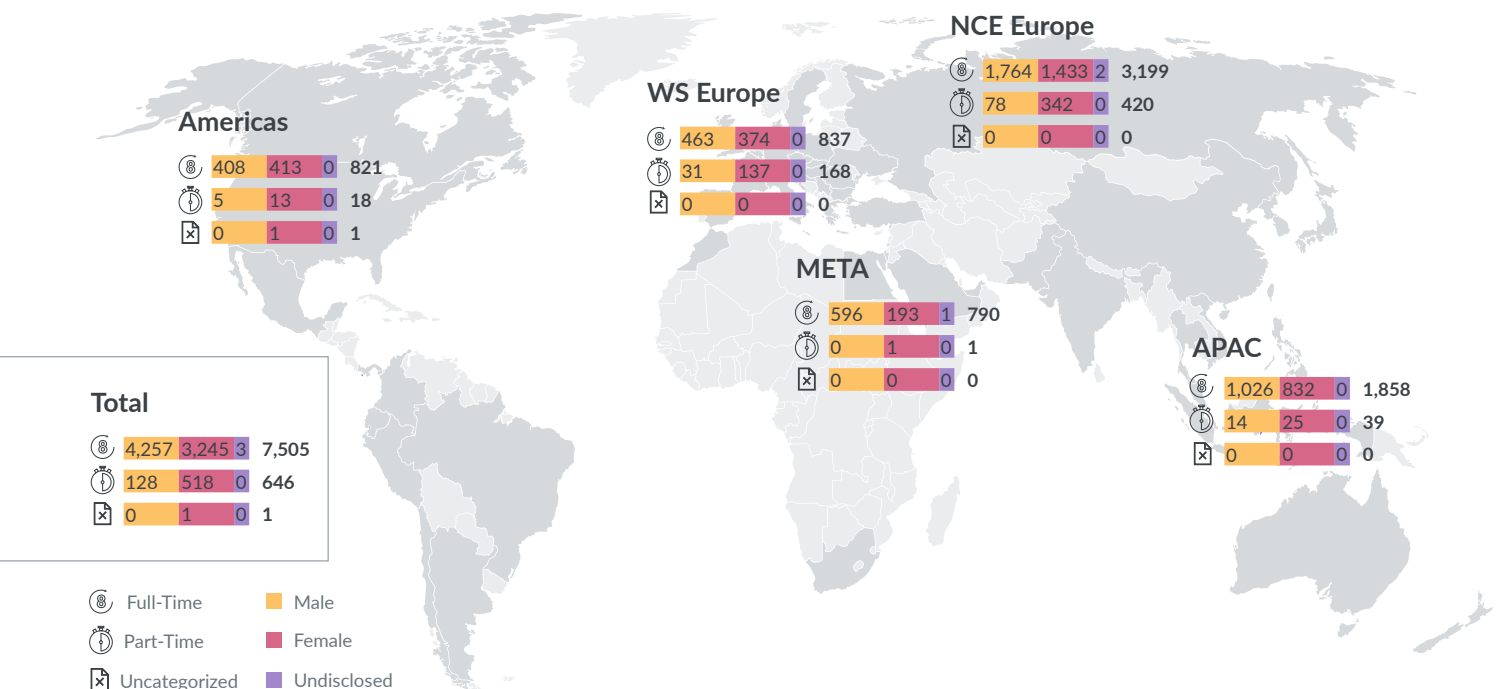 NCE Europe
1,764 1,433 2 3,199
78 342 0 420
0 0 0 0
WS Europe
463 374 0 837
31 137 0 168
0 0 0 0
Americas
408 413 0 821
5 13 0 18
0 1 0 1
META
596 193 1 790
0 1 0 1
0 0 0 0
APAC
1,026 832 0 1,858
14 25 0 39
0 0 0 0
Total
4,257 3,245 3 7,505
128 518 0 646
0 1 0 1
8 Full-Time Male
Part-Time Female
Uncategorized Undisclosed